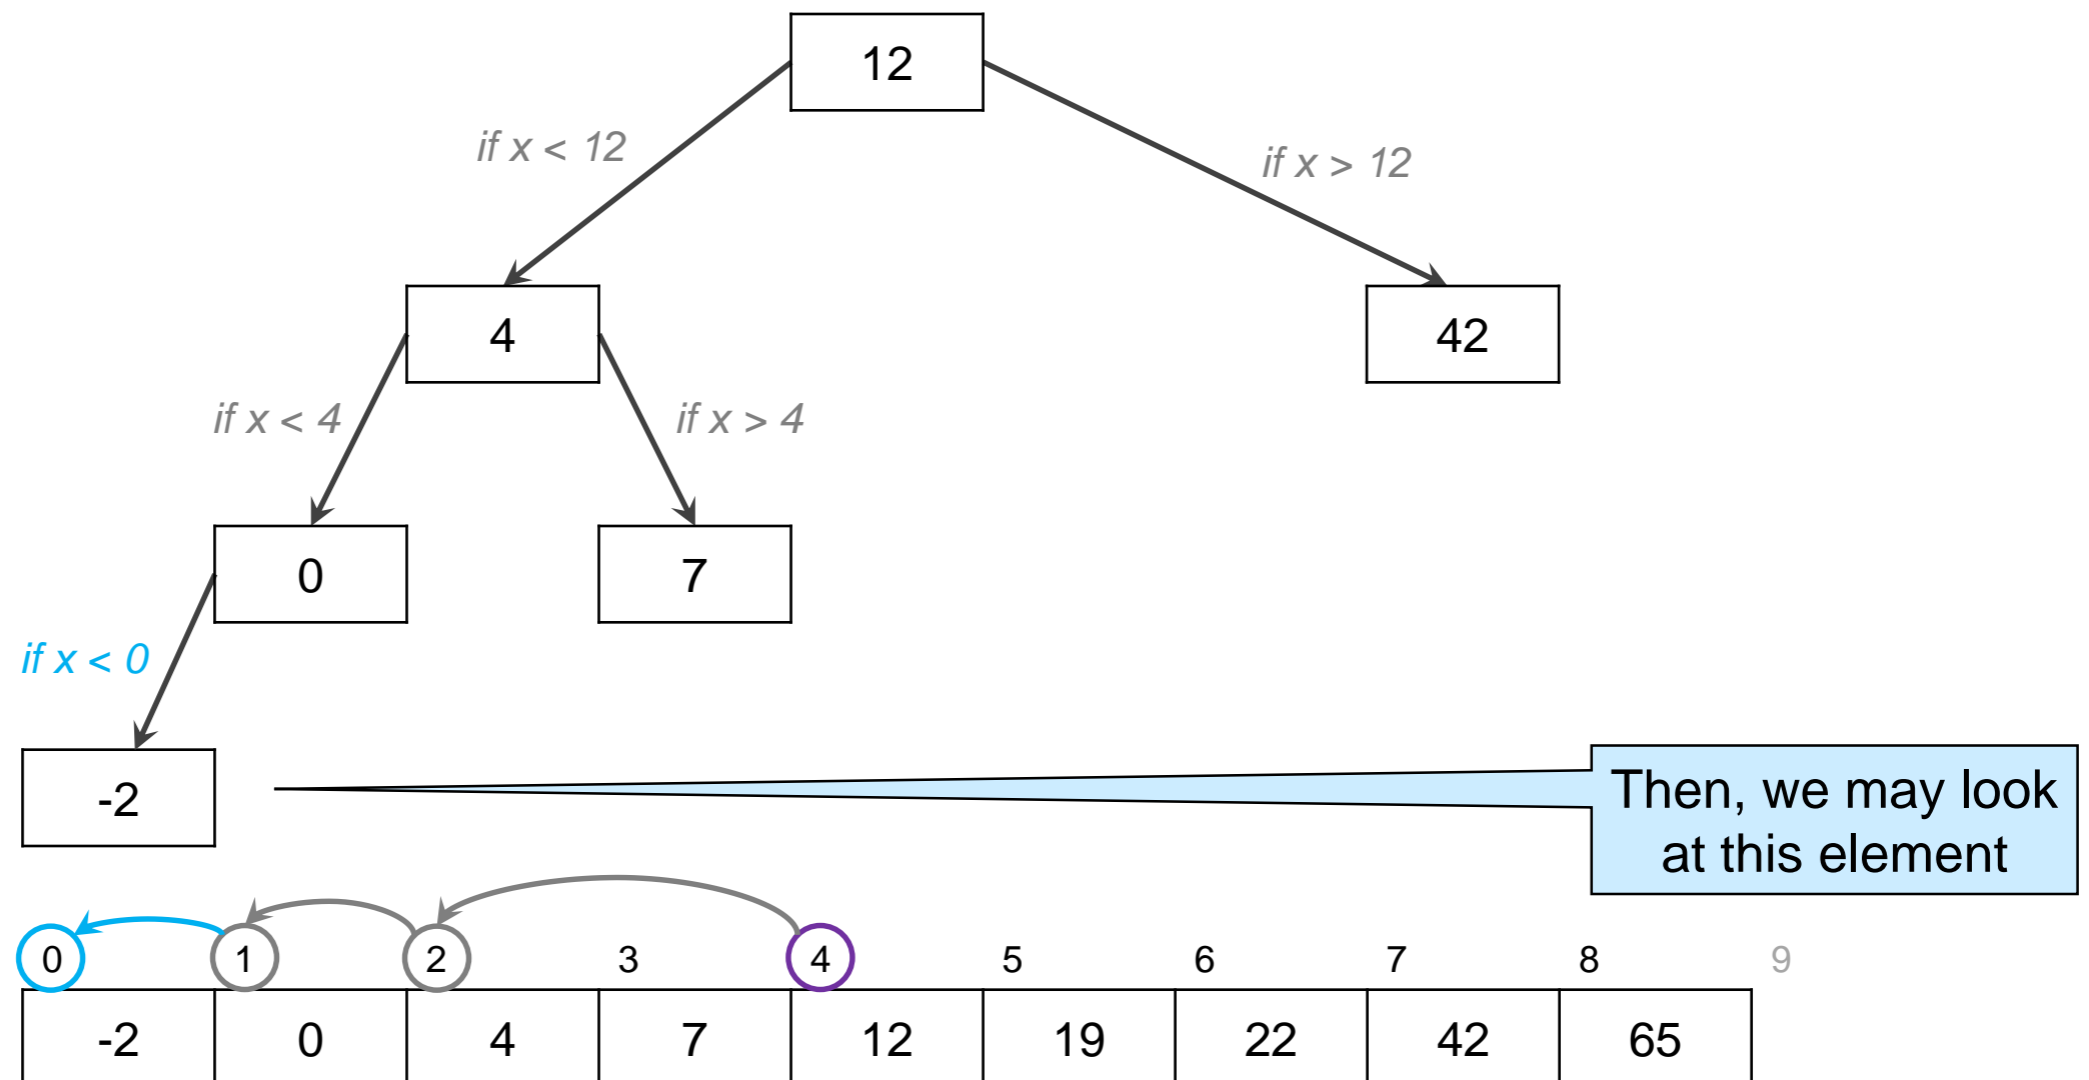 12
if x < 12
if x > 12
4
42
if x < 4
if x > 4
0
7
if x < 0
-2
Then, we may look
at this element
0 1 2 3 4 5 6 7 8 9
-2 0 4 7 12 19 22 42 65